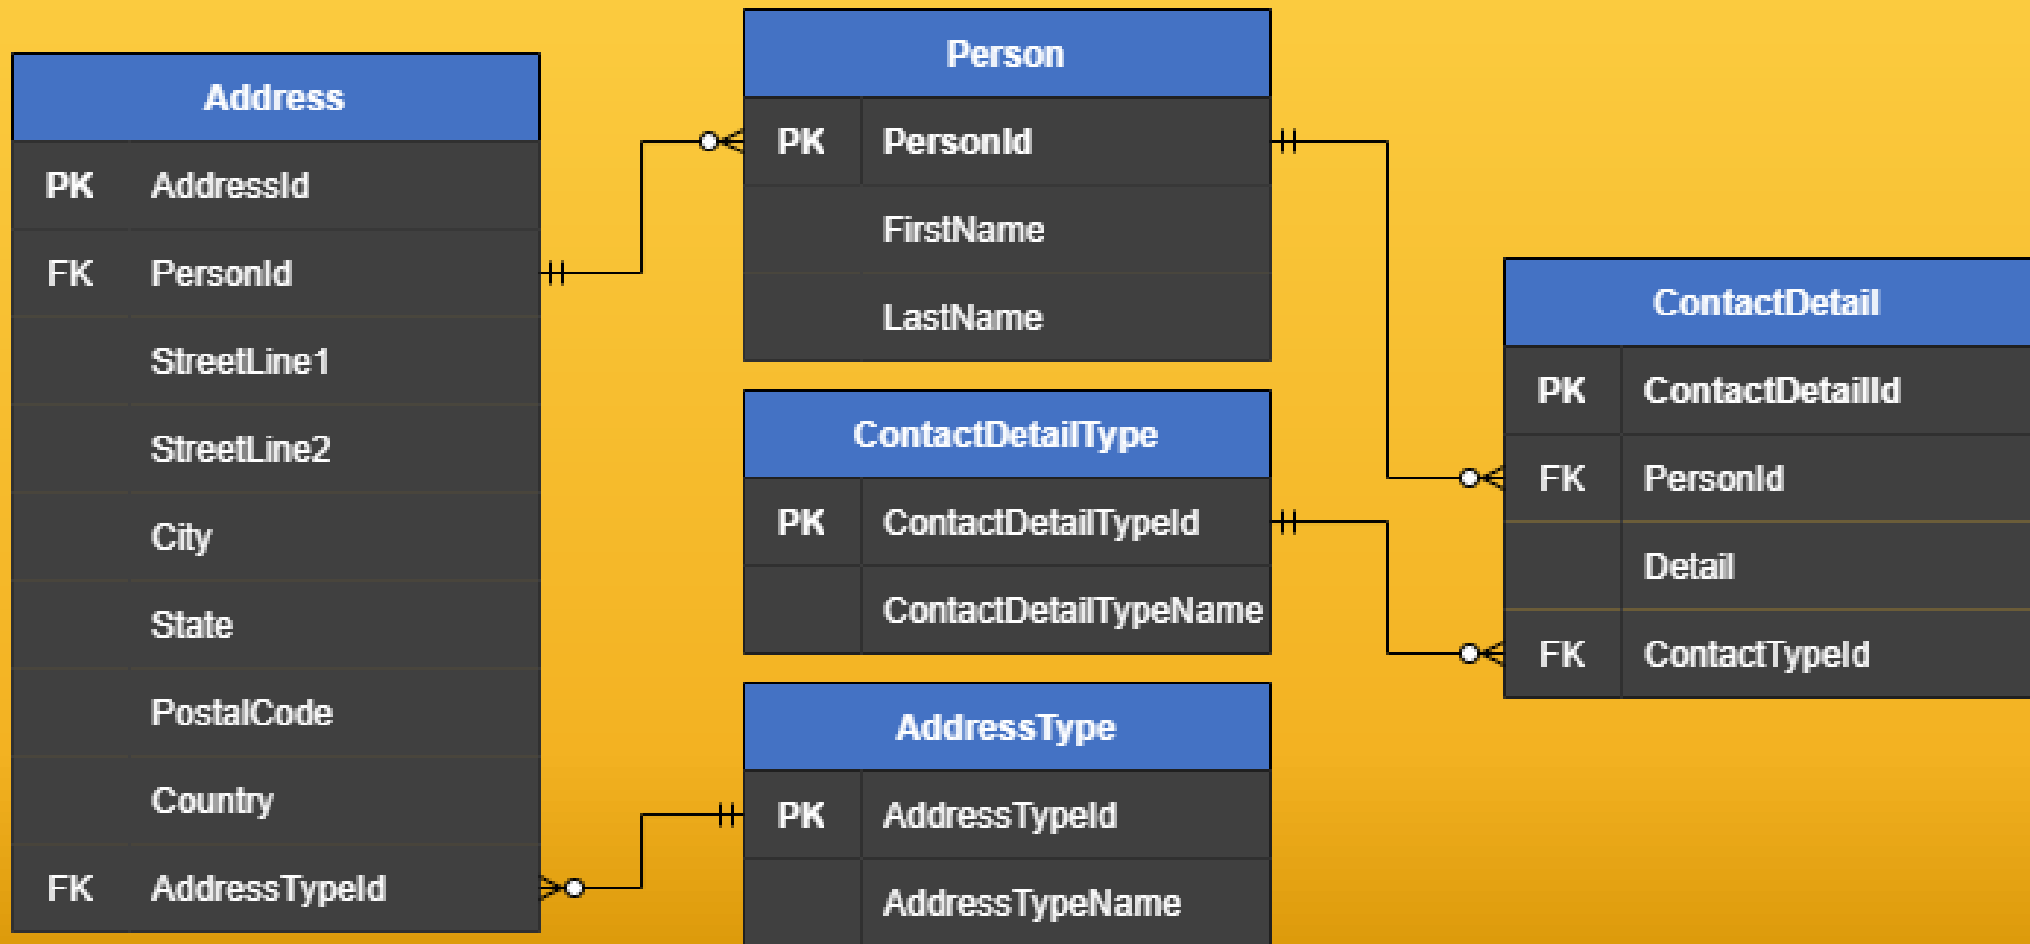 Address
PK AddressId
FK PersonId
StreetLine1
StreetLine2
City
State
PostalCode
Country
FK AddressTypeId
Person
PK PersonId
FirstName
LastName
ContactDetailType
PK ContactDetailTypeId
ContactDetailTypeName
AddressType
PK AddressTypeId
AddressTypeName
ContactDetail
PK ContactDetailId
FK PersonId
Detail
FK ContactTypeId